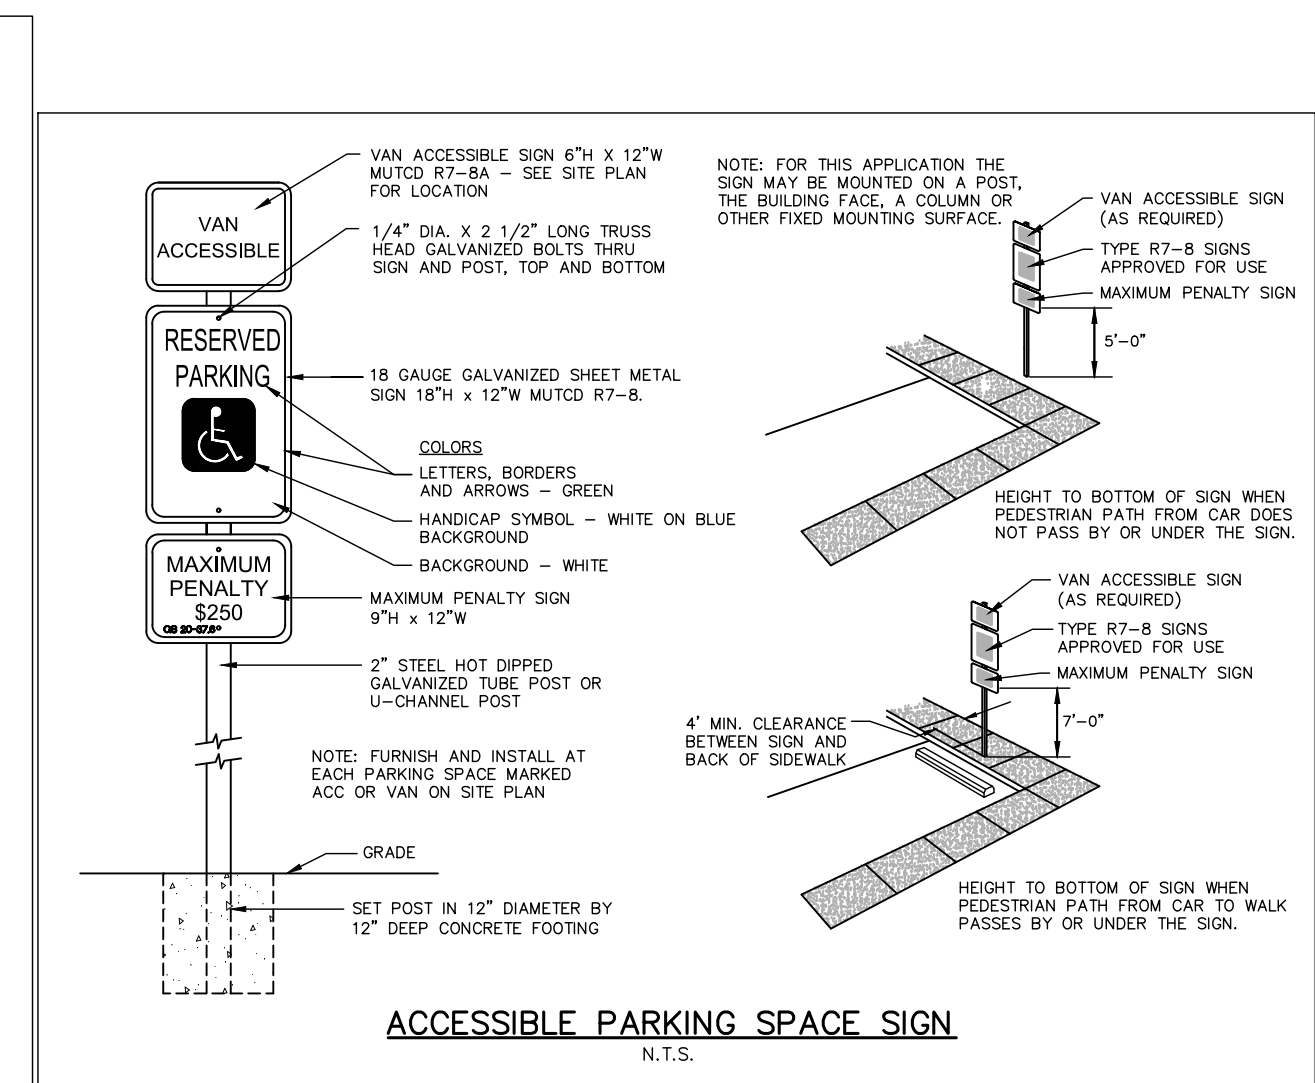 VAN
ACCESSIBLE
RESERVED
PARKING
MAXIMUM
PENALTY
$250
GS 20-37.6
VAN ACCESSIBLE SIGN 6"H X 12"W
MUTCD R7-8A – SEE SITE PLAN
FOR LOCATION
1/4" DIA. X 2 1/2" LONG TRUSS
HEAD GALVANIZED BOLTS THRU
SIGN AND POST, TOP AND BOTTOM
18 GAUGE GALVANIZED SHEET METAL
SIGN 18"H x 12"W MUTCD R7-8.
COLORS
LETTERS, BORDERS
AND ARROWS – GREEN
HANDICAP SYMBOL – WHITE ON BLUE
BACKGROUND
BACKGROUND – WHITE
MAXIMUM PENALTY SIGN
9"H x 12"W
2" STEEL HOT DIPPED
GALVANIZED TUBE POST OR
U-CHANNEL POST
NOTE: FURNISH AND INSTALL AT
EACH PARKING SPACE MARKED
ACC OR VAN ON SITE PLAN
GRADE
SET POST IN 12" DIAMETER BY
12" DEEP CONCRETE FOOTING
NOTE: FOR THIS APPLICATION THE
SIGN MAY BE MOUNTED ON A POST,
THE BUILDING FACE, A COLUMN OR
OTHER FIXED MOUNTING SURFACE.
VAN ACCESSIBLE SIGN
(AS REQUIRED)
TYPE R7-8 SIGNS
APPROVED FOR USE
MAXIMUM PENALTY SIGN
5'-0"
HEIGHT TO BOTTOM OF SIGN WHEN
PEDESTRIAN PATH FROM CAR DOES
NOT PASS BY OR UNDER THE SIGN.
VAN ACCESSIBLE SIGN
(AS REQUIRED)
TYPE R7-8 SIGNS
APPROVED FOR USE
MAXIMUM PENALTY SIGN
7'-0"
4' MIN. CLEARANCE
BETWEEN SIGN AND
BACK OF SIDEWALK
HEIGHT TO BOTTOM OF SIGN WHEN
PEDESTRIAN PATH FROM CAR TO WALK
PASSES BY OR UNDER THE SIGN.
ACCESSIBLE PARKING SPACE SIGN
N.T.S.